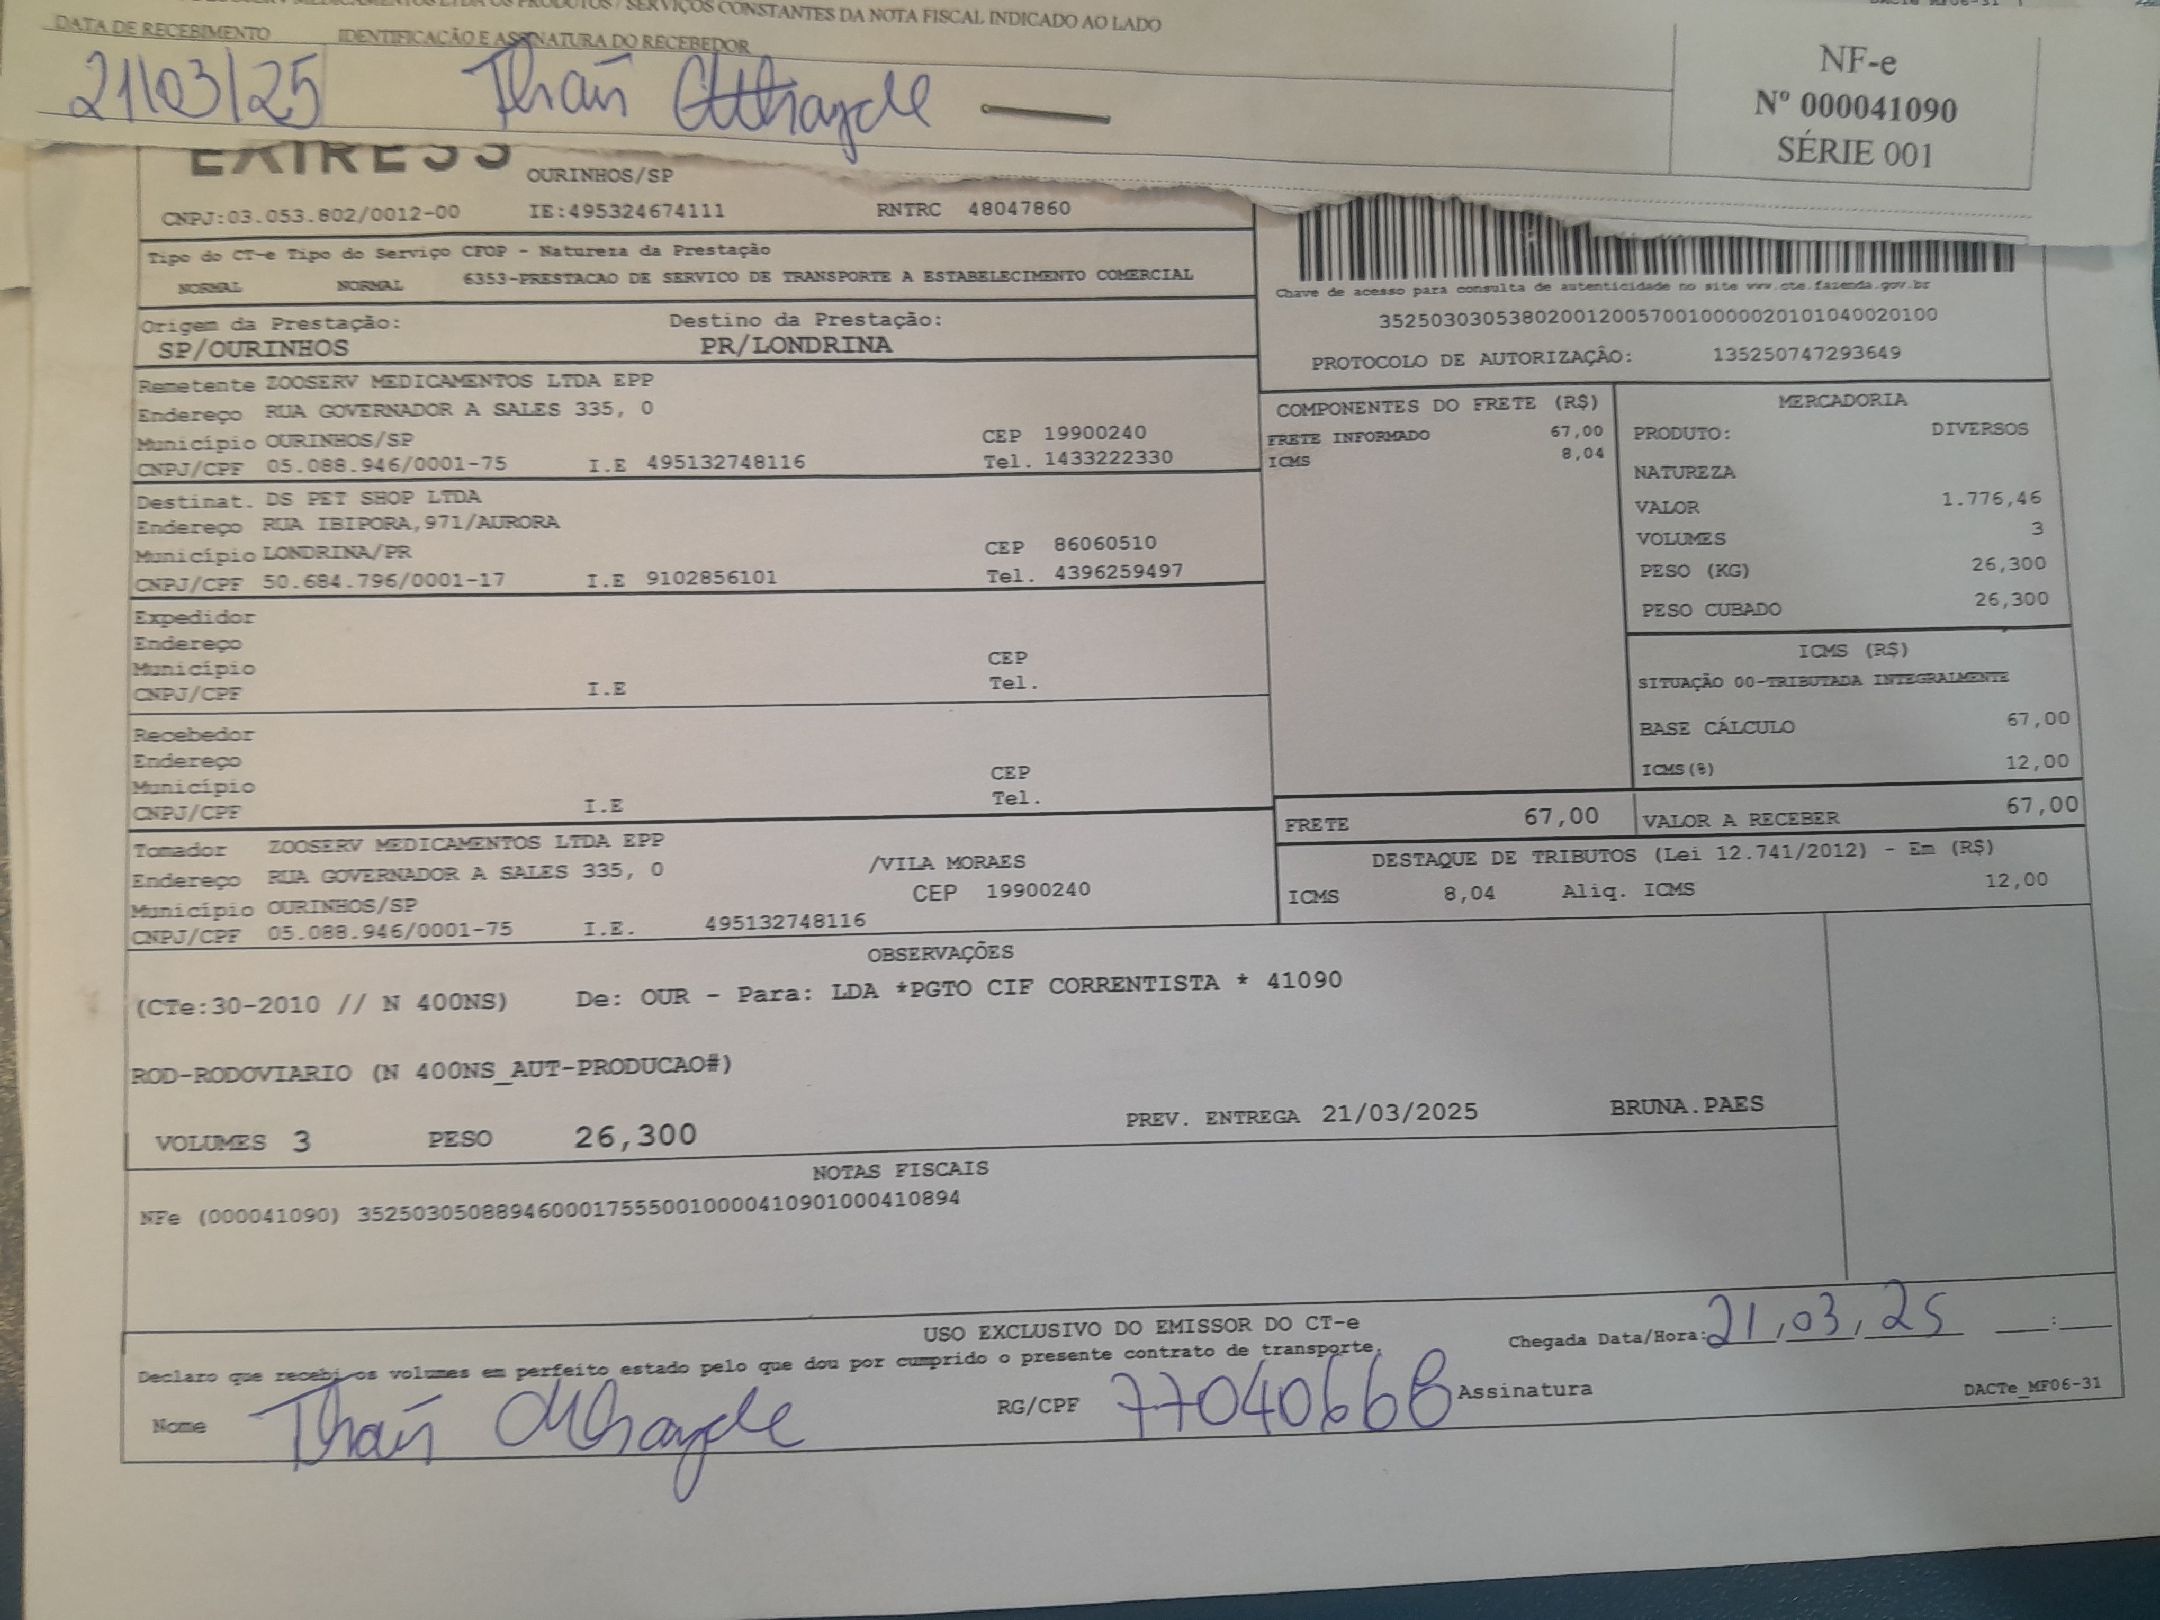 MEDICAMENTOS LTDA OS PRODUTOS / SERVIÇOS CONSTANTES DA NOTA FISCAL INDICADO AO LADO
DATA DE RECEBIMENTO IDENTIFICAÇÃO E ASSINATURA DO RECEBEDOR
21/03/25
NF-e
Nº 000041090
SÉRIE 001
OURINHOS/SP
CNPJ:03.053.802/0012-00 IE:495324674111 RNTRC 48047860
Tipo do CT-e Tipo do Serviço CFOP - Natureza da Prestação
NORMAL NORMAL 6353-PRESTACAO DE SERVICO DE TRANSPORTE A ESTABELECIMENTO COMERCIAL
Chave de acesso para consulta de autenticidade no site www.cte.fazenda.gov.br
35250303053802001200570010000020101040020100
PROTOCOLO DE AUTORIZAÇÃO: 135250747293649
Origem da Prestação: Destino da Prestação:
SP/OURINHOS PR/LONDRINA
Remetente ZOOSERV MEDICAMENTOS LTDA EPP
Endereço RUA GOVERNADOR A SALES 335, 0
Município OURINHOS/SP CEP 19900240
CNPJ/CPF 05.088.946/0001-75 I.E 495132748116 Tel. 1433222330
Destinat. DS PET SHOP LTDA
Endereço RUA IBIPORA,971/AURORA
Município LONDRINA/PR CEP 86060510
CNPJ/CPF 50.684.796/0001-17 I.E 9102856101 Tel. 4396259497
Expedidor
Endereço
Município CEP
CNPJ/CPF I.E Tel.
Recebedor
Endereço
Município CEP
CNPJ/CPF I.E Tel.
Tomador ZOOSERV MEDICAMENTOS LTDA EPP
Endereço RUA GOVERNADOR A SALES 335, 0 /VILA MORAES
Município OURINHOS/SP CEP 19900240
CNPJ/CPF 05.088.946/0001-75 I.E. 495132748116
COMPONENTES DO FRETE (R$)
FRETE INFORMADO 67,00
ICMS 8,04
MERCADORIA
PRODUTO: DIVERSOS
NATUREZA
VALOR 1.776,46
VOLUMES 3
PESO (KG) 26,300
PESO CUBADO 26,300
ICMS (R$)
SITUAÇÃO 00-TRIBUTADA INTEGRALMENTE
BASE CÁLCULO 67,00
ICMS(%) 12,00
FRETE 67,00 VALOR A RECEBER 67,00
DESTAQUE DE TRIBUTOS (Lei 12.741/2012) - Em (R$)
ICMS 8,04 Aliq. ICMS 12,00
OBSERVAÇÕES
(CTe:30-2010 // N 400NS) De: OUR - Para: LDA *PGTO CIF CORRENTISTA * 41090
ROD-RODOVIARIO (N 400NS_AUT-PRODUCAO#)
VOLUMES 3 PESO 26,300 PREV. ENTREGA 21/03/2025 BRUNA.PAES
NOTAS FISCAIS
NFe (000041090) 35250305088946000175550010000410901000410894
USO EXCLUSIVO DO EMISSOR DO CT-e
Chegada Data/Hora: 21,03,25 :
Declaro que recebi os volumes em perfeito estado pelo que dou por cumprido o presente contrato de transporte.
Nome RG/CPF 77040668 Assinatura
DACTe_MF06-31